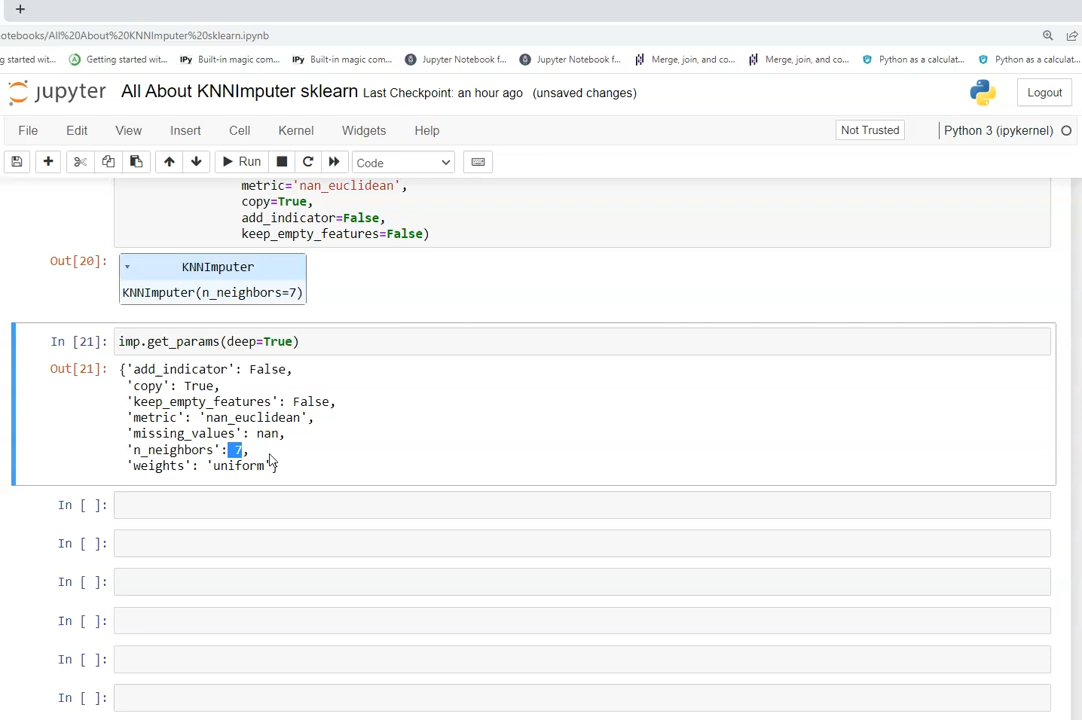 +
otebooks/All%20About%20KNNImputer%20sklearn.ipynb
g started wit... Getting started wit... IPy Built-in magic com... IPy Built-in magic com... Jupyter Notebook f... Jupyter Notebook f... Merge, join, and co... Merge, join, and co... Python as a calculat... Python as a calculat...
jupyter All About KNNImputer sklearn Last Checkpoint: an hour ago (unsaved changes) Logout
File Edit View Insert Cell Kernel Widgets Help Not Trusted Python 3 (ipykernel)
Run Code
metric='nan_euclidean',
copy=True,
add_indicator=False,
keep_empty_features=False)
Out[20]: KNNImputer
KNNImputer(n_neighbors=7)
In [21]: imp.get_params(deep=True)
Out[21]: {'add_indicator': False,
'copy': True,
'keep_empty_features': False,
'metric': 'nan_euclidean',
'missing_values': nan,
'n_neighbors': 7,
'weights': 'uniform'}
In [ ]:
In [ ]:
In [ ]:
In [ ]:
In [ ]:
In [ ]: